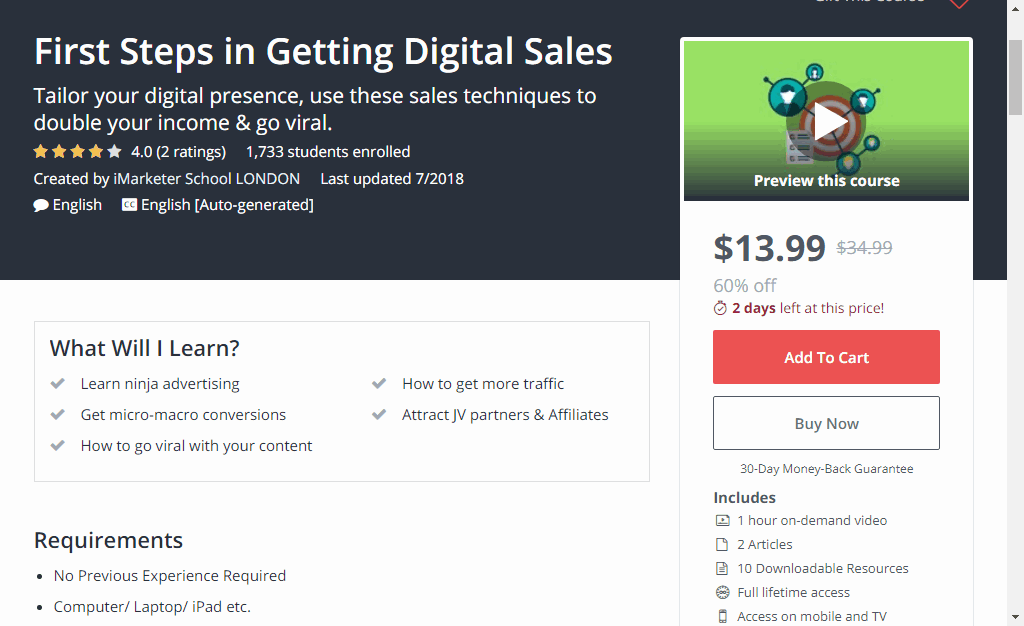 First Steps in Getting Digital Sales
Tailor your digital presence, use these sales techniques to
double your income & go viral.
4.0 (2 ratings) 1,733 students enrolled
Created by iMarketer School LONDON Last updated 7/2018
English CC English [Auto-generated]
Preview this course
$13.99 $34.99
60% off
2 days left at this price!
Add To Cart
Buy Now
30-Day Money-Back Guarantee
Includes
1 hour on-demand video
2 Articles
10 Downloadable Resources
Full lifetime access
Access on mobile and TV
What Will I Learn?
Learn ninja advertising
How to get more traffic
Get micro-macro conversions
Attract JV partners & Affiliates
How to go viral with your content
Requirements
No Previous Experience Required
Computer/ Laptop/ iPad etc.